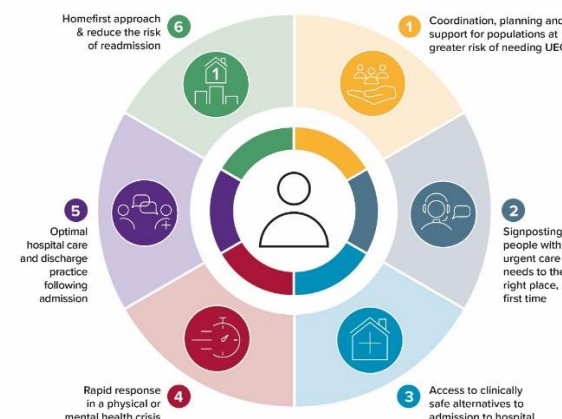 1
Coordination, planning and
support for populations at
greater risk of needing UEC
2
Signposting
people with
urgent care
needs to the
right place,
first time
3
Access to clinically
safe alternatives to
admission to hospital
4
Rapid response
in a physical or
mental health crisis
5
Optimal
hospital care
and discharge
practice
following
admission
6
Homefirst approach
& reduce the risk
of readmission
1